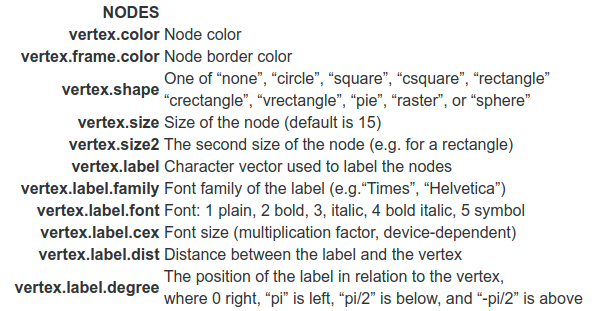 NODES
vertex.color Node color
vertex.frame.color Node border color
vertex.shape One of “none”, “circle”, “square”, “csquare”, “rectangle”
“crectangle”, “vrectangle”, “pie”, “raster”, or “sphere”
vertex.size Size of the node (default is 15)
vertex.size2 The second size of the node (e.g. for a rectangle)
vertex.label Character vector used to label the nodes
vertex.label.family Font family of the label (e.g.“Times”, “Helvetica”)
vertex.label.font Font: 1 plain, 2 bold, 3, italic, 4 bold italic, 5 symbol
vertex.label.cex Font size (multiplication factor, device-dependent)
vertex.label.dist Distance between the label and the vertex
vertex.label.degree The position of the label in relation to the vertex,
where 0 right, “pi” is left, “pi/2” is below, and “-pi/2” is above